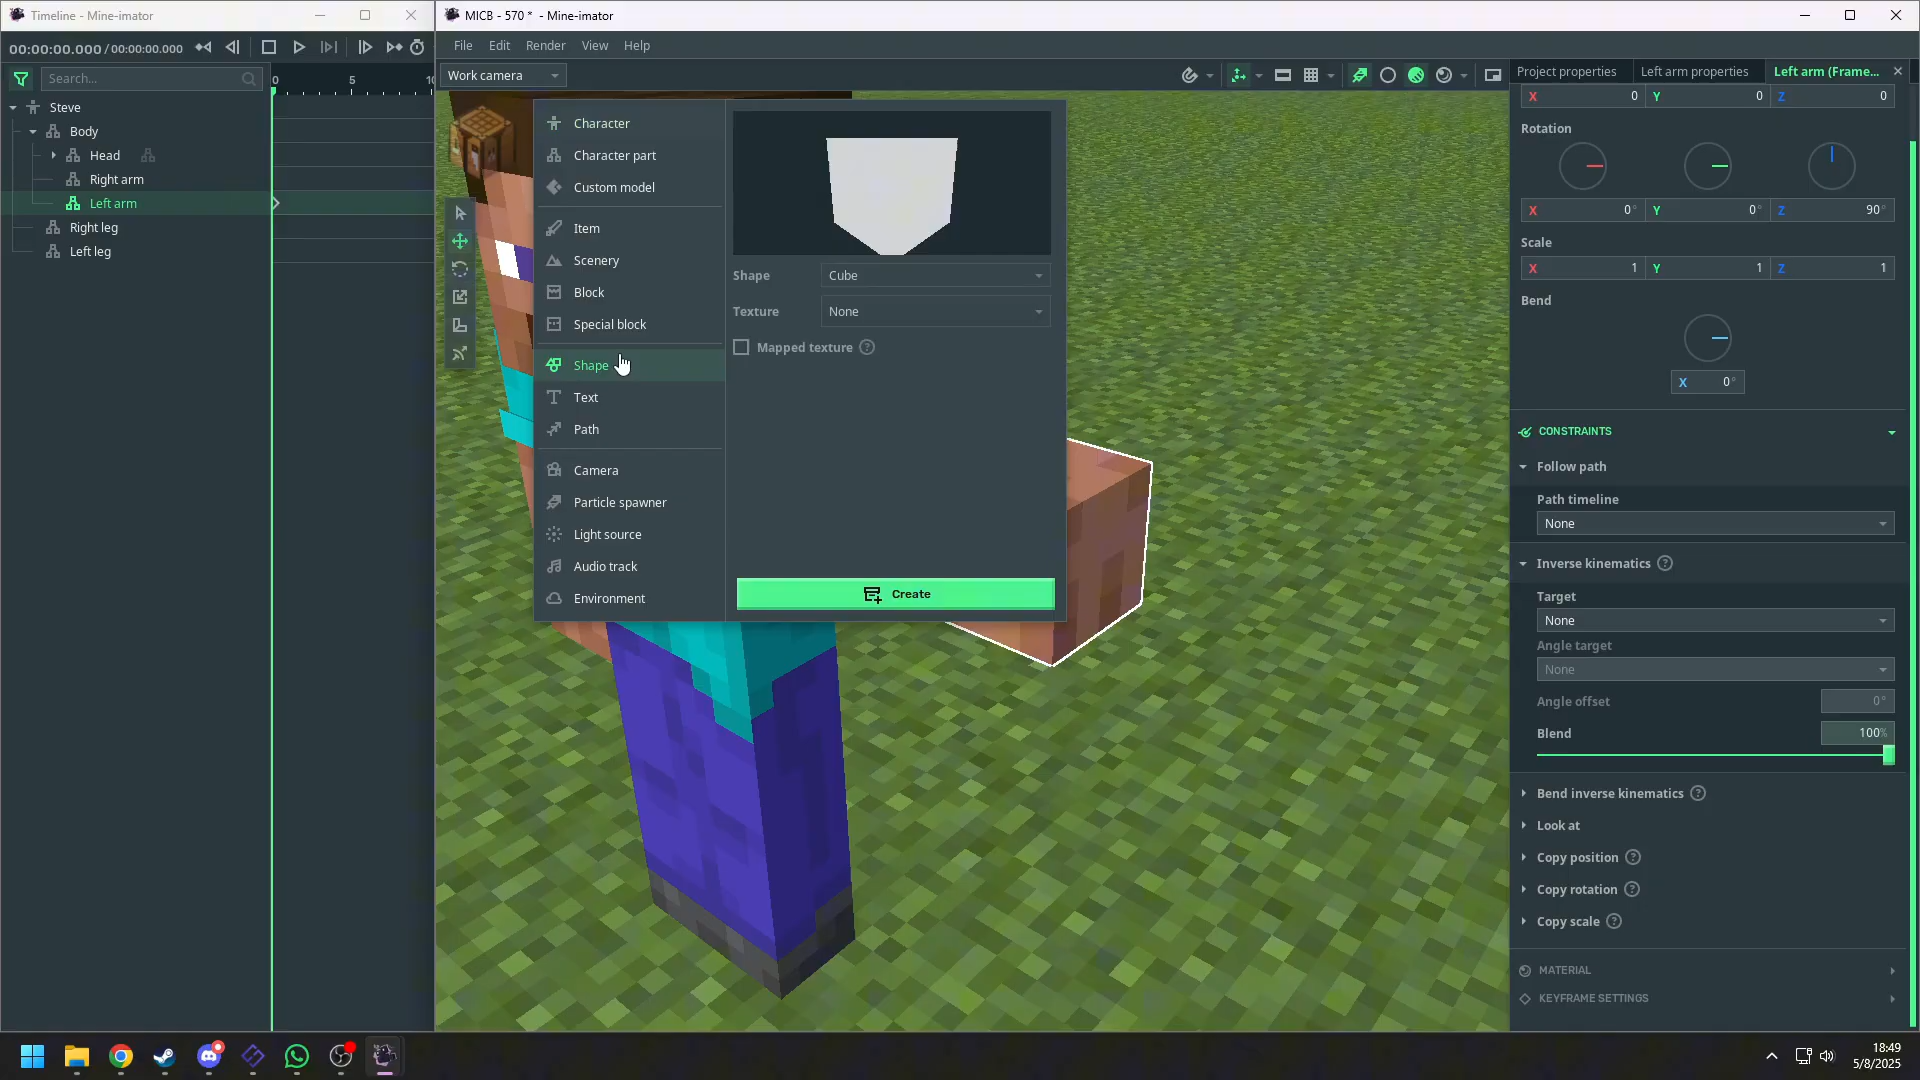 Timeline - Mine-imator
MICB - 570 * - Mine-imator
File
Edit
Render
View
Help
00:00:00.000 / 00:00:00.000
Work camera
Project properties
Left arm properties
Left arm (Frame...
Search...
0
5
10
Steve
Body
Head
Right arm
Left arm
Right leg
Left leg
Character
Character part
Custom model
Item
Scenery
Block
Special block
Shape
Text
Path
Camera
Particle spawner
Light source
Audio track
Environment
Shape
Cube
Texture
None
Mapped texture
Create
X 0 Y 0 Z 0
Rotation
X 0° Y 0° Z 90°
Scale
X 1 Y 1 Z 1
Bend
X 0°
CONSTRAINTS
Follow path
Path timeline
None
Inverse kinematics
Target
None
Angle target
None
Angle offset 0°
Blend 100%
Bend inverse kinematics
Look at
Copy position
Copy rotation
Copy scale
MATERIAL
KEYFRAME SETTINGS
18:49
5/8/2025